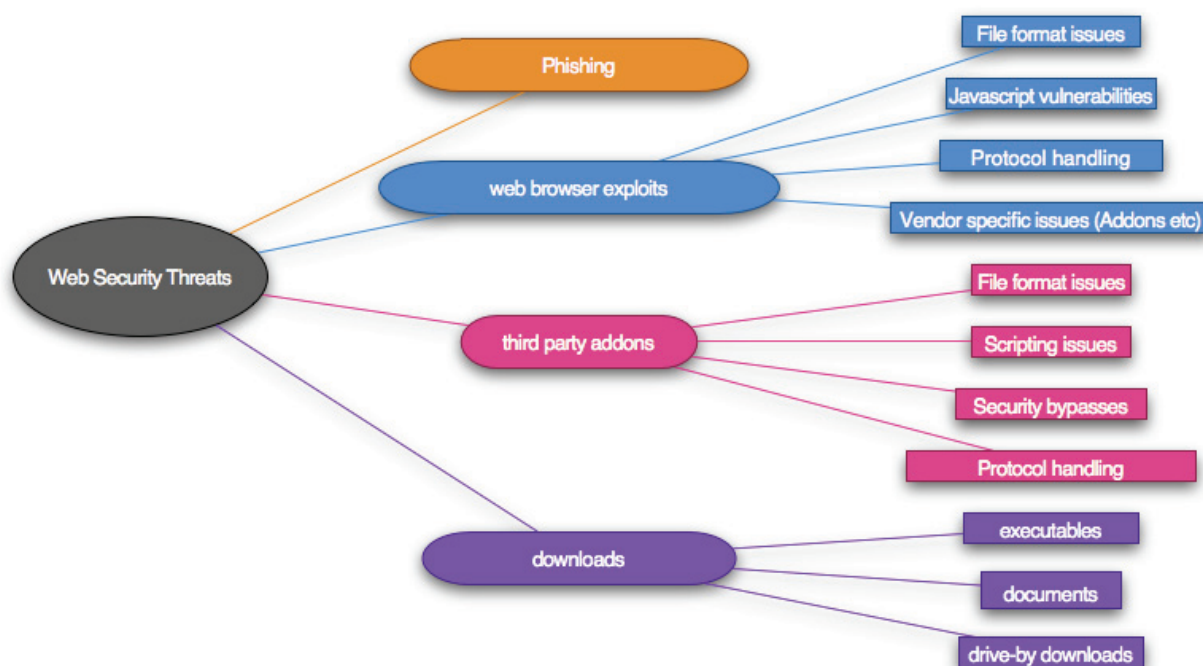 Web Security Threats
Phishing
web browser exploits
File format issues
Javascript vulnerabilities
Protocol handling
Vendor specific issues (Addons etc)
third party addons
File format issues
Scripting issues
Security bypasses
Protocol handling
downloads
executables
documents
drive-by downloads